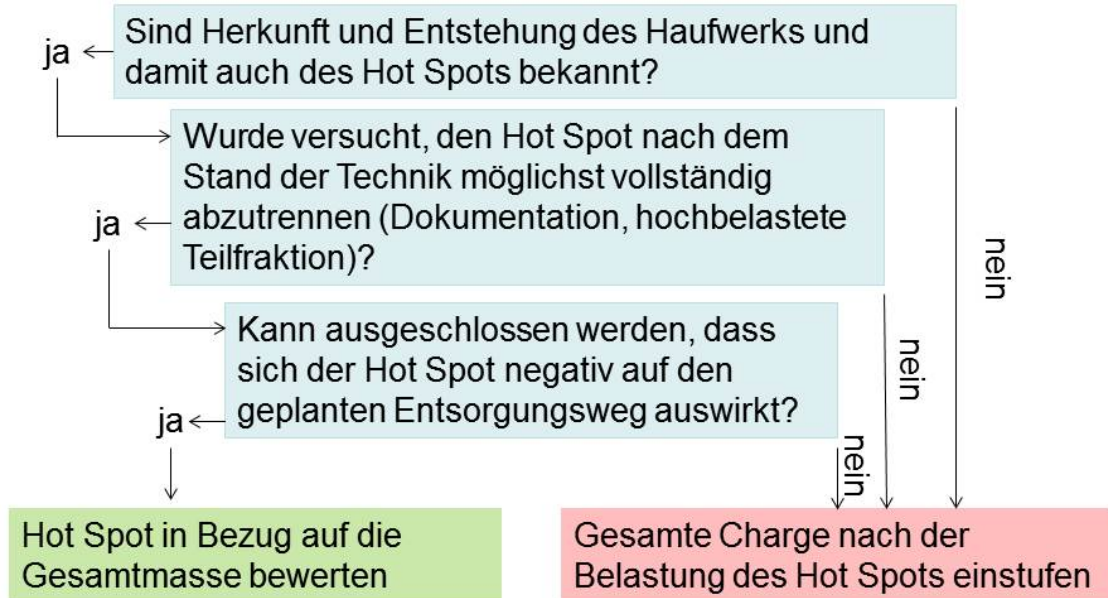 Sind Herkunft und Entstehung des Haufwerks und
damit auch des Hot Spots bekannt?
ja
Wurde versucht, den Hot Spot nach dem
Stand der Technik möglichst vollständig
abzutrennen (Dokumentation, hochbelastete
Teilfraktion)?
ja
nein
Kann ausgeschlossen werden, dass
sich der Hot Spot negativ auf den
geplanten Entsorgungsweg auswirkt?
nein
ja
nein
Hot Spot in Bezug auf die
Gesamtmasse bewerten
Gesamte Charge nach der
Belastung des Hot Spots einstufen